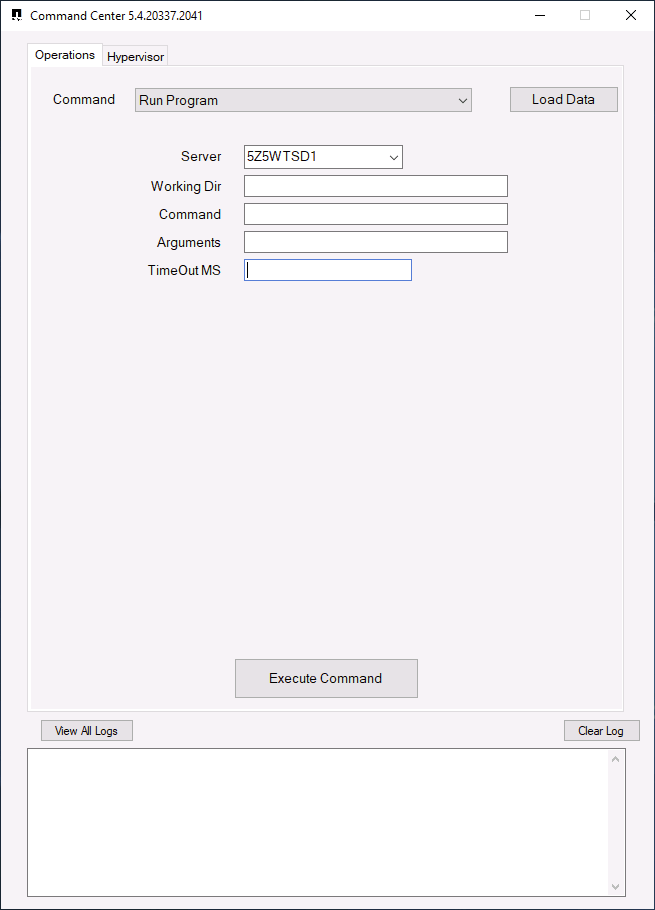 Command Center 5.4.20337.2041
Operations Hypervisor
Command Run Program Load Data
Server 5Z5WTSD1
Working Dir
Command
Arguments
TimeOut MS
Execute Command
View All Logs Clear Log